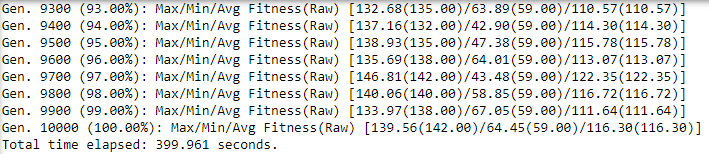 Gen. 9300 (93.00%): Max/Min/Avg Fitness(Raw) [132.68(135.00)/63.89(59.00)/110.57(110.57)]
Gen. 9400 (94.00%): Max/Min/Avg Fitness(Raw) [137.16(132.00)/42.90(59.00)/114.30(114.30)]
Gen. 9500 (95.00%): Max/Min/Avg Fitness(Raw) [138.93(135.00)/47.38(59.00)/115.78(115.78)]
Gen. 9600 (96.00%): Max/Min/Avg Fitness(Raw) [135.69(138.00)/64.01(59.00)/113.07(113.07)]
Gen. 9700 (97.00%): Max/Min/Avg Fitness(Raw) [146.81(142.00)/43.48(59.00)/122.35(122.35)]
Gen. 9800 (98.00%): Max/Min/Avg Fitness(Raw) [140.06(140.00)/58.85(59.00)/116.72(116.72)]
Gen. 9900 (99.00%): Max/Min/Avg Fitness(Raw) [133.97(138.00)/67.05(59.00)/111.64(111.64)]
Gen. 10000 (100.00%): Max/Min/Avg Fitness(Raw) [139.56(142.00)/64.45(59.00)/116.30(116.30)]
Total time elapsed: 399.961 seconds.